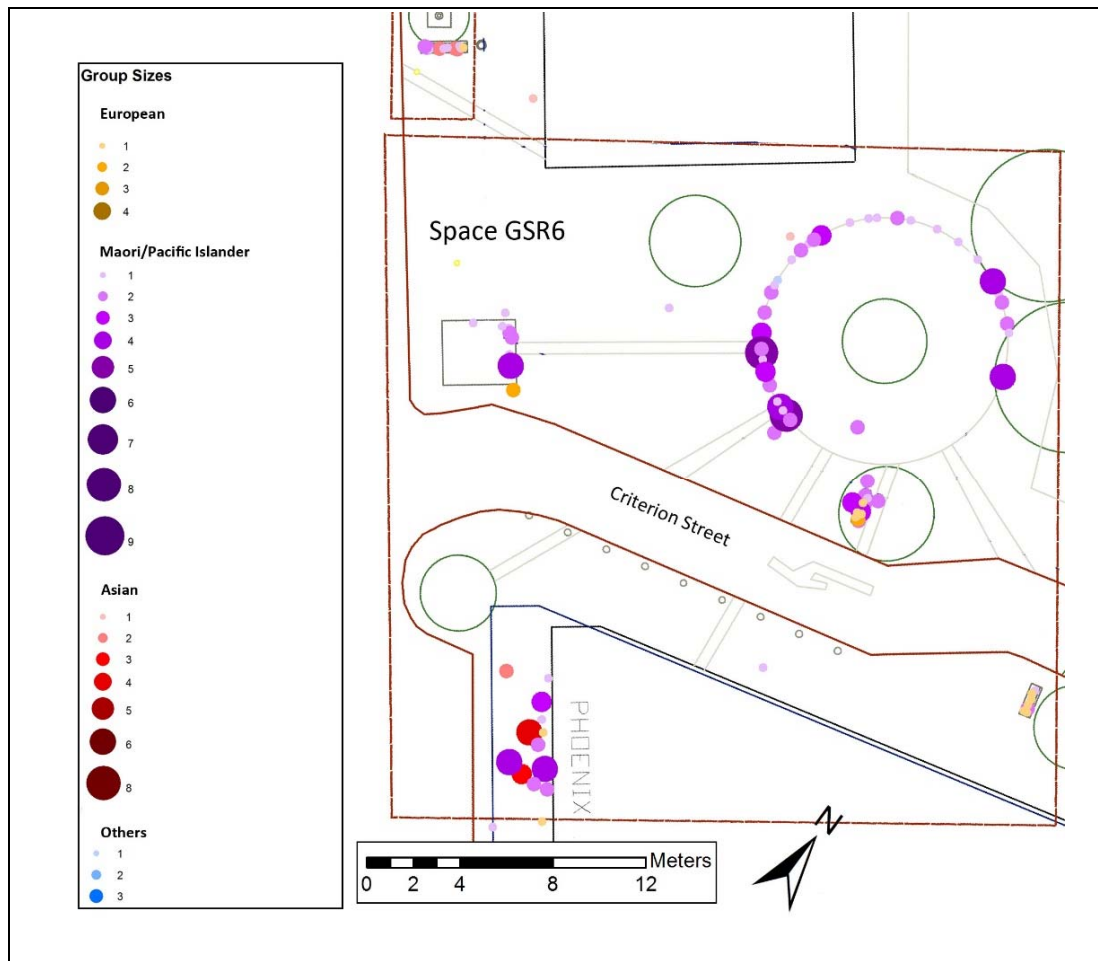 Group Sizes
European
1
2
3
4
Maori/Pacific Islander
1
2
3
4
5
6
7
8
9
Asian
1
2
3
4
5
6
8
Others
1
2
3
Space GSR6
Criterion Street
PHOENIX
N
Meters
0 2 4 8 12